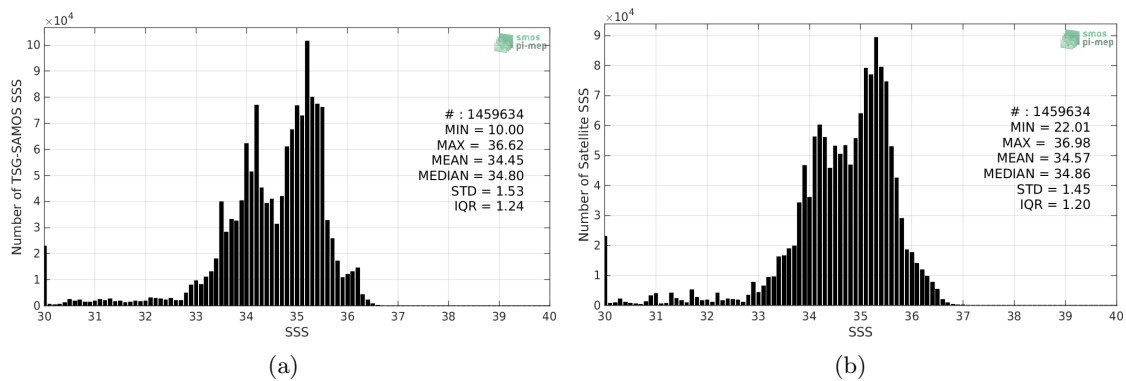 ×10⁴
smos
pi-mep
10
9
8
7
6
5
4
3
2
1
0
Number of TSG-SAMOS SSS
# : 1459634
MIN = 10.00
MAX = 36.62
MEAN = 34.45
MEDIAN = 34.80
STD = 1.53
IQR = 1.24
30 31 32 33 34 35 36 37 38 39 40
SSS
(a)
×10⁴
smos
pi-mep
9
8
7
6
5
4
3
2
1
0
Number of Satellite SSS
# : 1459634
MIN = 22.01
MAX = 36.98
MEAN = 34.57
MEDIAN = 34.86
STD = 1.45
IQR = 1.20
30 31 32 33 34 35 36 37 38 39 40
SSS
(b)